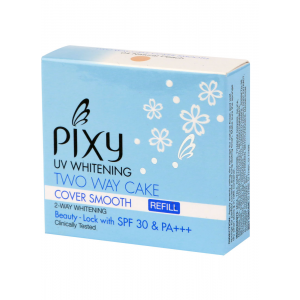 PIXY
UV WHITENING
TWO WAY CAKE
COVER SMOOTH REFILL
2-WAY WHITENING
Beauty - Lock with SPF 30 & PA+++
Clinically Tested